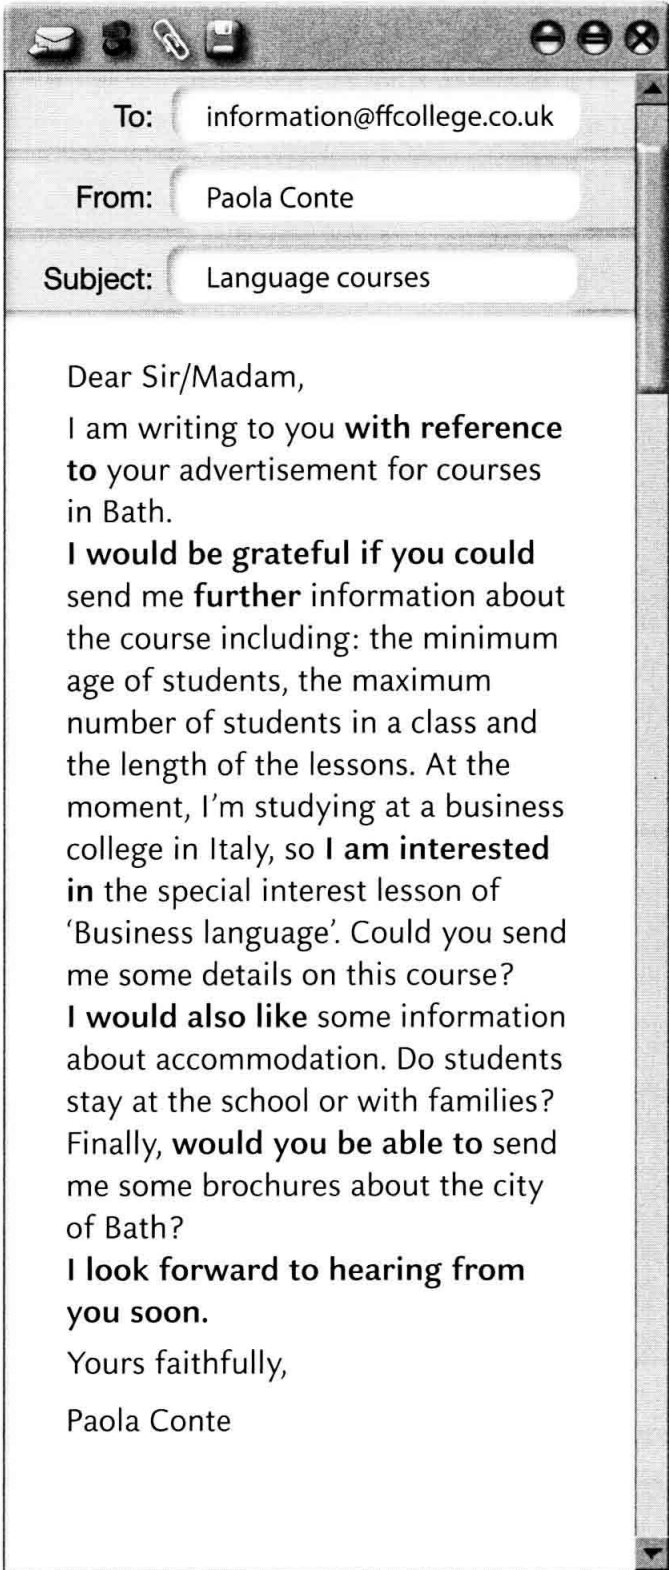 To: information@ffcollege.co.uk
From: Paola Conte
Subject: Language courses
Dear Sir/Madam,
I am writing to you with reference
to your advertisement for courses
in Bath.
I would be grateful if you could
send me further information about
the course including: the minimum
age of students, the maximum
number of students in a class and
the length of the lessons. At the
moment, I'm studying at a business
college in Italy, so I am interested
in the special interest lesson of
'Business language'. Could you send
me some details on this course?
I would also like some information
about accommodation. Do students
stay at the school or with families?
Finally, would you be able to send
me some brochures about the city
of Bath?
I look forward to hearing from
you soon.
Yours faithfully,
Paola Conte